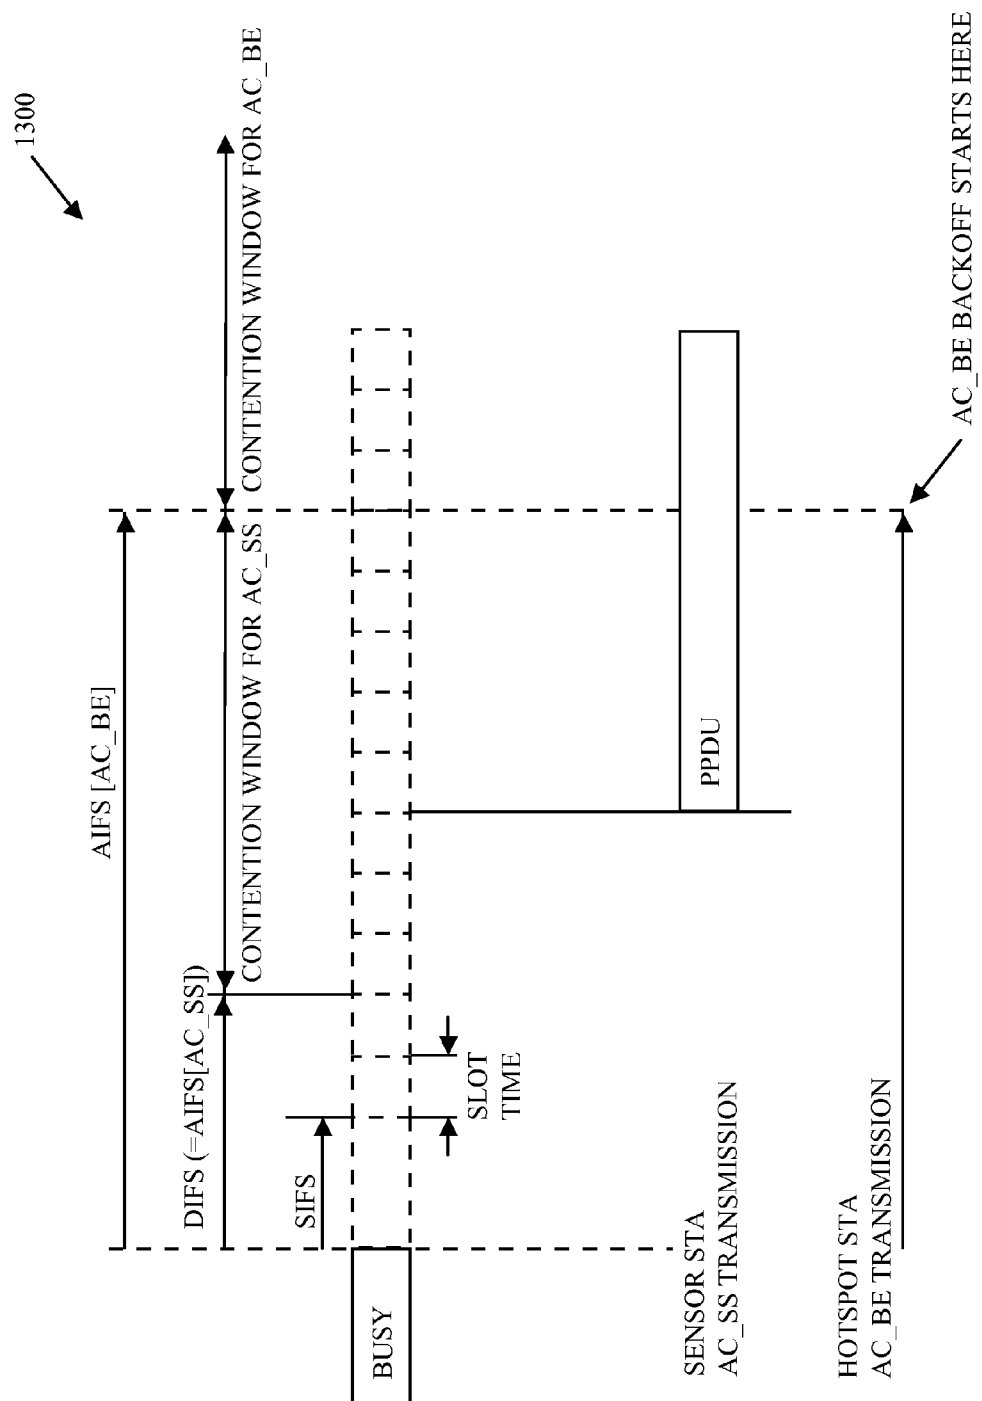 1300
AIFS [AC_BE]
DIFS (=AIFS[AC_SS])
CONTENTION WINDOW FOR AC_SS
CONTENTION WINDOW FOR AC_BE
SIFS
BUSY
SLOT
TIME
SENSOR STA
AC_SS TRANSMISSION
PPDU
HOTSPOT STA
AC_BE TRANSMISSION
AC_BE BACKOFF STARTS HERE